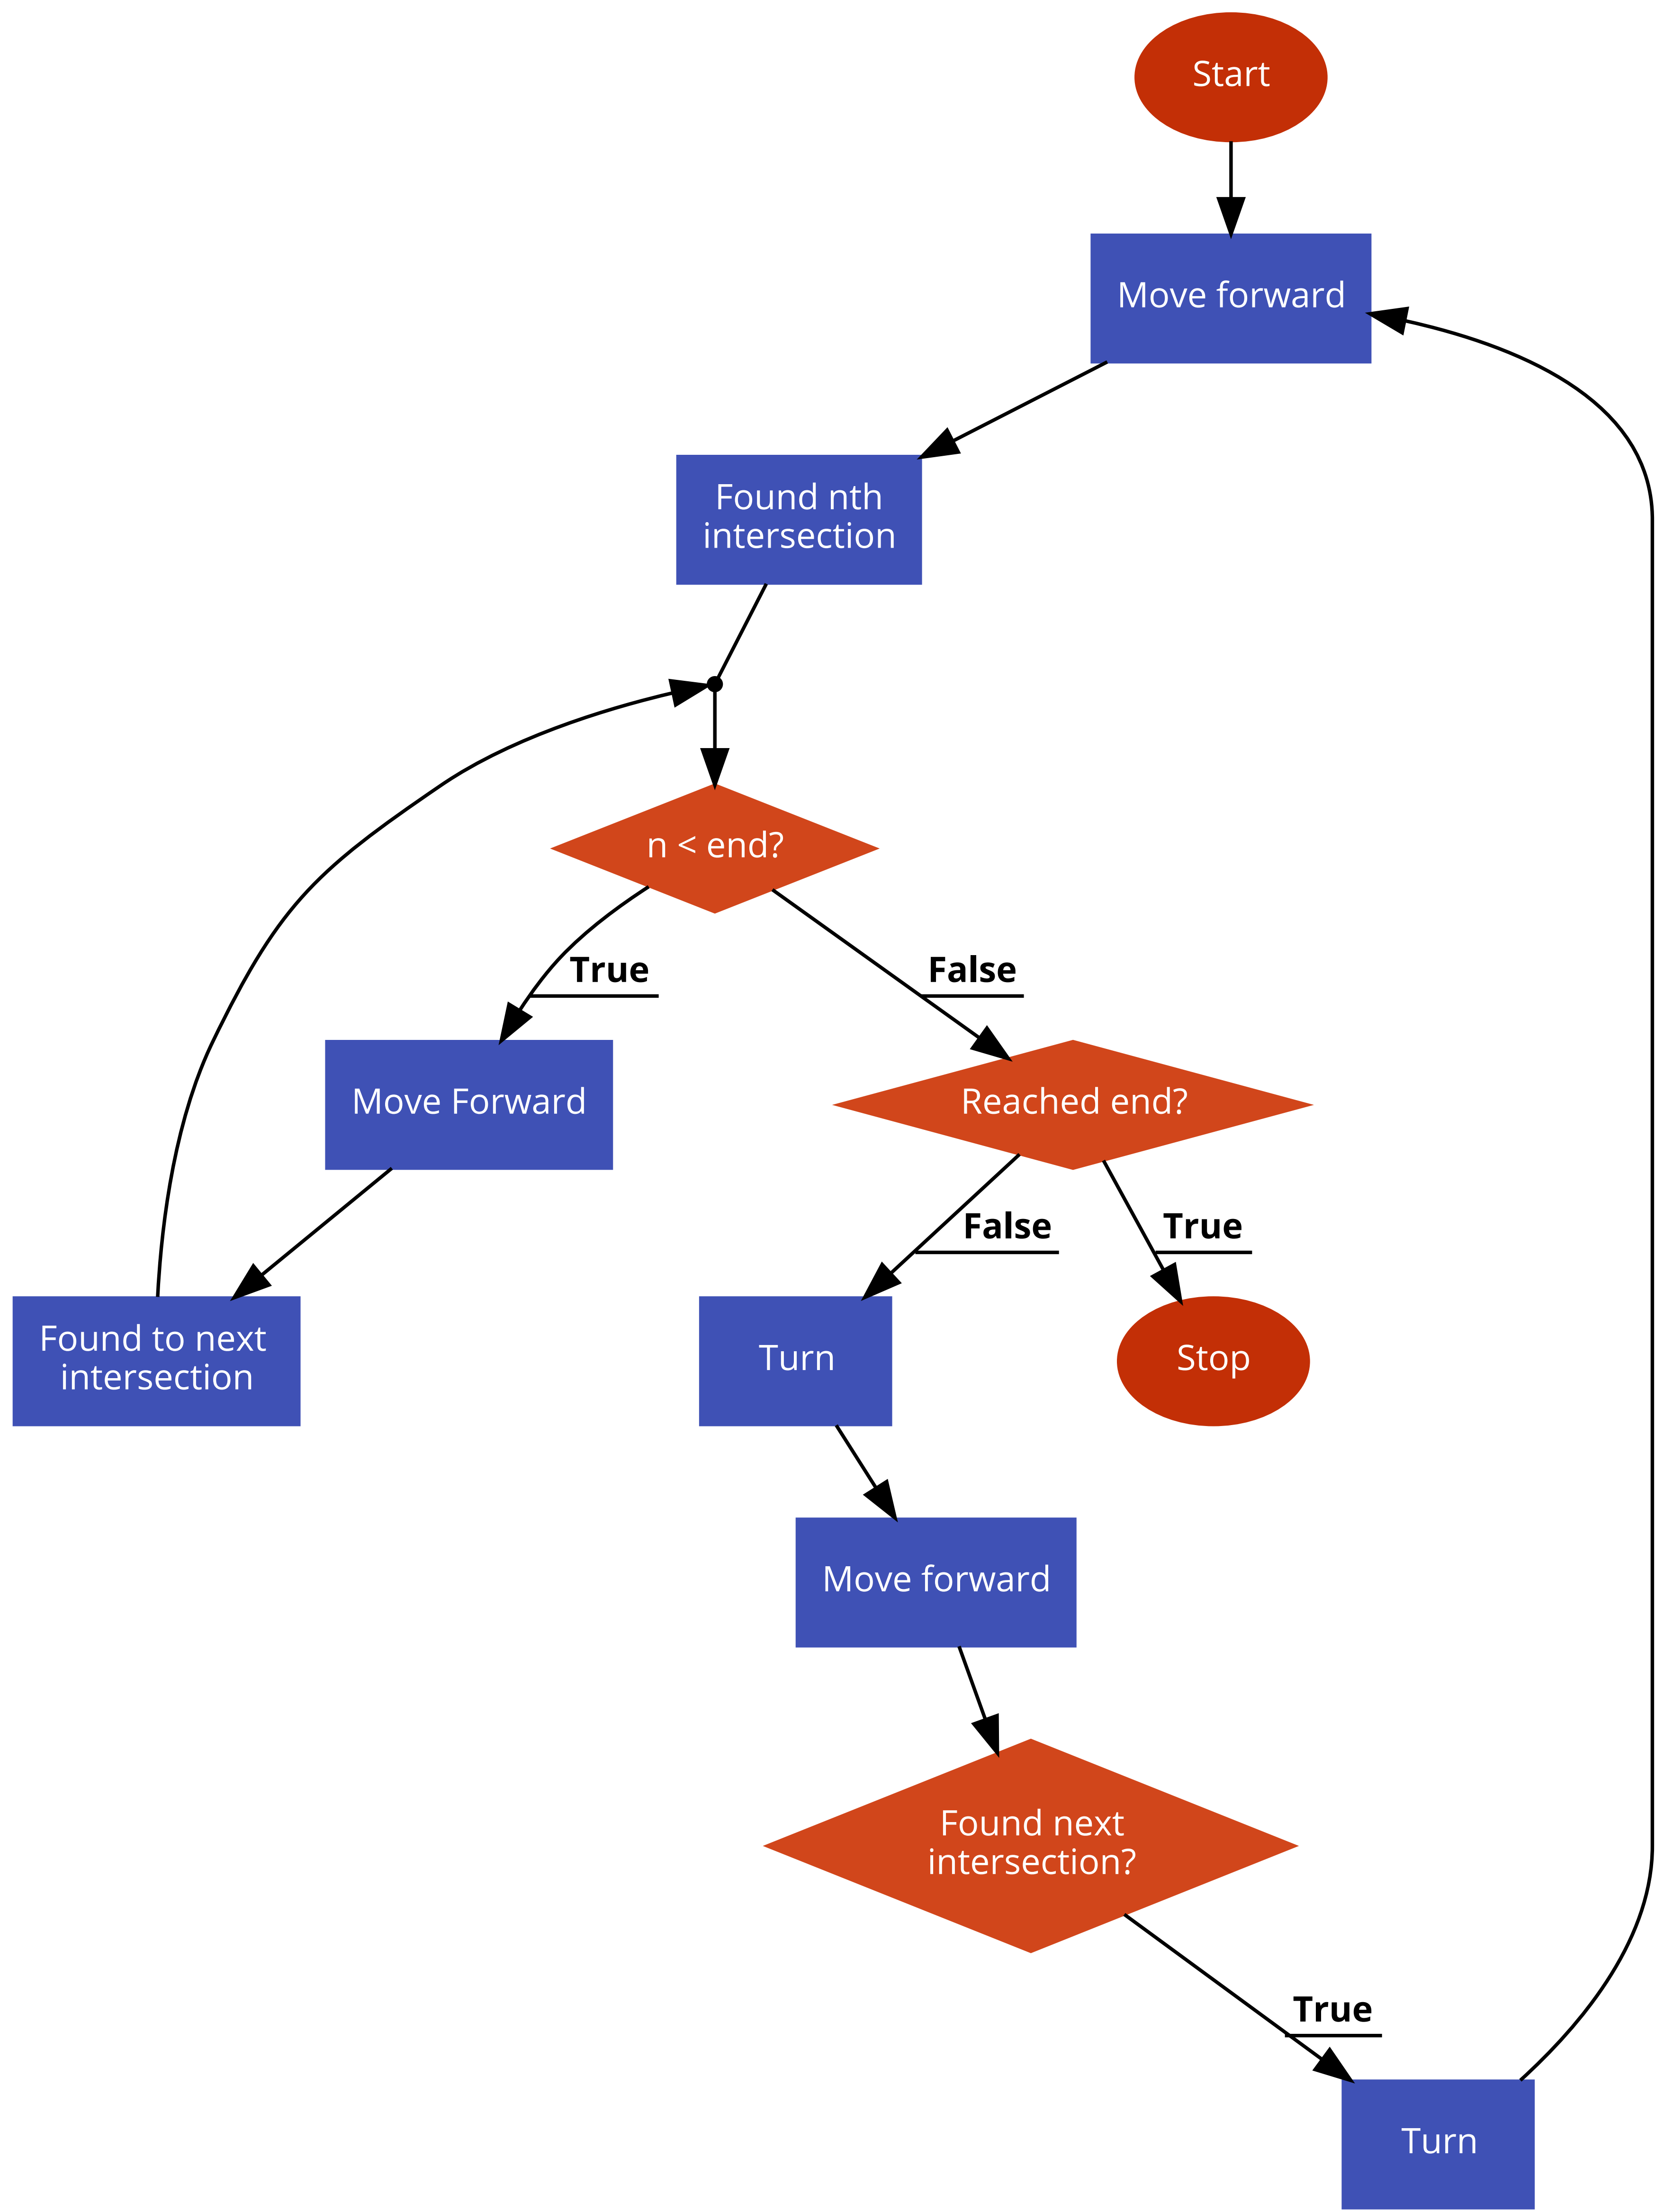 Start
Move forward
Found nth
intersection
n < end?
True
False
Move Forward
Reached end?
False
True
Found to next
intersection
Turn
Stop
Move forward
Found next
intersection?
True
Turn